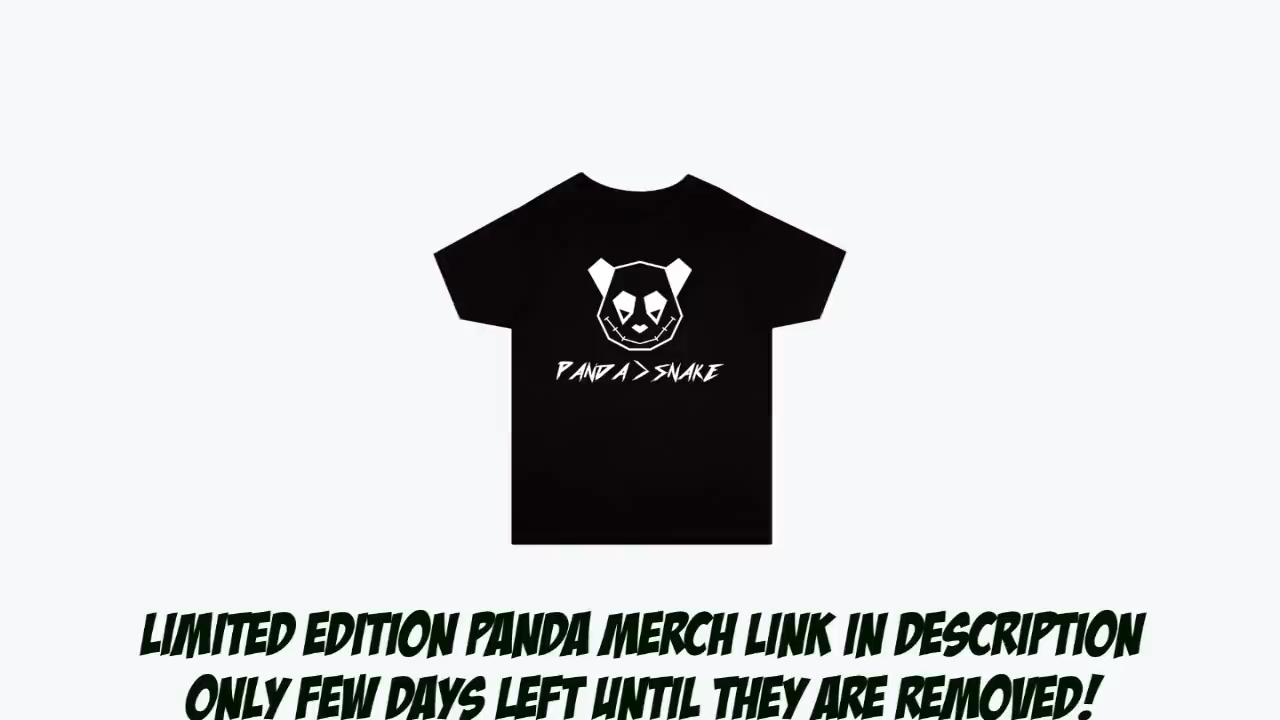 PANDA>SNAKE
LIMITED EDITION PANDA MERCH LINK IN DESCRIPTION
ONLY FEW DAYS LEFT UNTIL THEY ARE REMOVED!